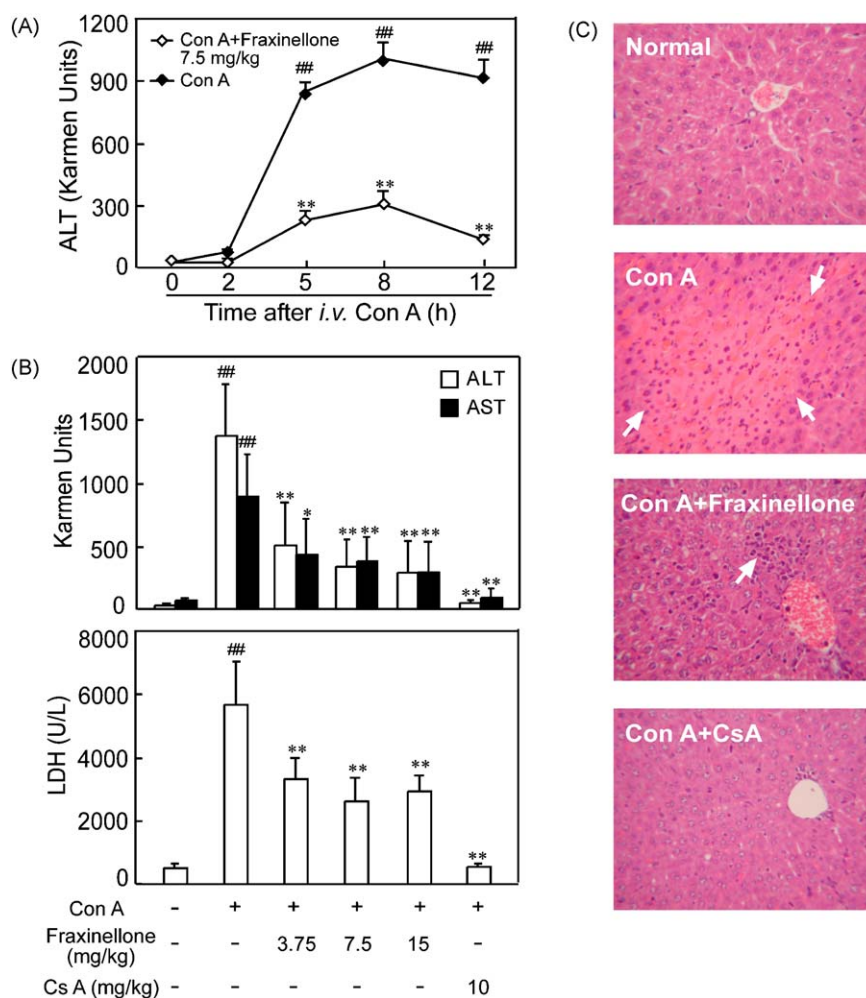 (A)
1200
900
600
300
0
ALT (Karmen Units)
Con A+Fraxinellone
7.5 mg/kg
Con A
##
##
##
**
**
**
0 2 5 8 12
Time after i.v. Con A (h)
(B)
2000
1500
1000
500
0
Karmen Units
ALT
AST
##
##
**
*
** **
** **
** **
8000
6000
4000
2000
0
LDH (U/L)
##
**
**
**
**
Con A - + + + + +
Fraxinellone - - 3.75 7.5 15 -
(mg/kg)
Cs A (mg/kg) - - - - - 10
(C)
Normal
Con A
Con A+Fraxinellone
Con A+CsA